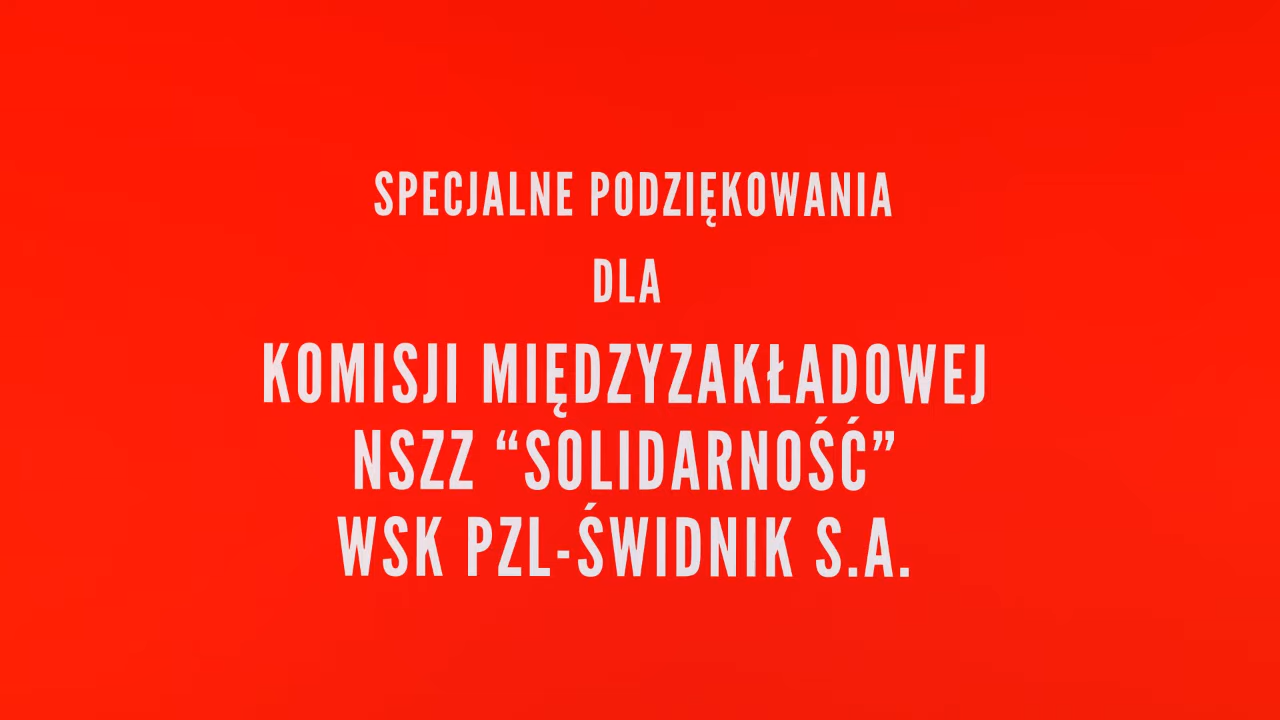 SPECJALNE PODZIĘKOWANIA
DLA
KOMISJI MIĘDZYZAKŁADOWEJ
NSZZ “SOLIDARNOŚĆ”
WSK PZL-ŚWIDNIK S.A.